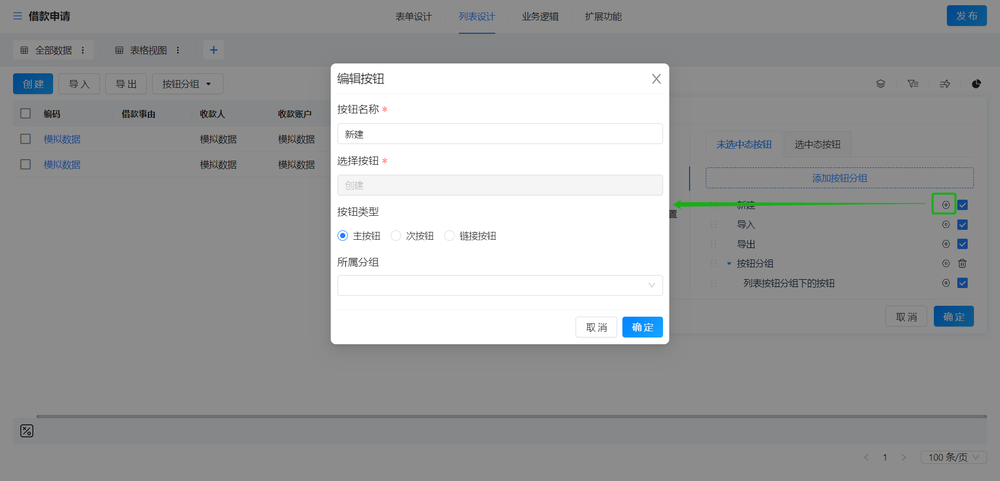 借款申请
表单设计
列表设计
业务逻辑
扩展功能
发布
全部数据
表格视图
创建
导入
导出
按钮分组
编码
借款事由
收款人
收款账户
模拟数据
模拟数据
模拟数据
模拟数据
模拟数据
模拟数据
编辑按钮
按钮名称 *
新建
选择按钮 *
创建
按钮类型
主按钮
次按钮
链接按钮
所属分组
取消
确定
置
未选中态按钮
选中态按钮
添加按钮分组
新建
导入
导出
按钮分组
列表按钮分组下的按钮
取消
确定
1
100 条/页